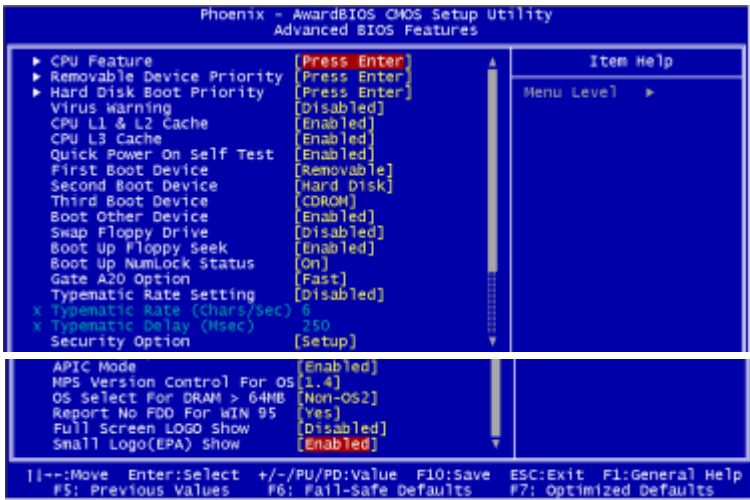 Phoenix - AwardBIOS CMOS Setup Utility
Advanced BIOS Features
► CPU Feature [Press Enter]
► Removable Device Priority [Press Enter]
► Hard Disk Boot Priority [Press Enter]
Virus Warning [Disabled]
CPU L1 & L2 Cache [Enabled]
CPU L3 Cache [Enabled]
Quick Power On Self Test [Enabled]
First Boot Device [Removable]
Second Boot Device [Hard Disk]
Third Boot Device [CDROM]
Boot Other Device [Enabled]
Swap Floppy Drive [Disabled]
Boot Up Floppy Seek [Enabled]
Boot Up NumLock Status [On]
Gate A20 Option [Fast]
Typematic Rate Setting [Disabled]
x Typematic Rate (Chars/Sec) 6
x Typematic Delay (Msec) 250
Security Option [Setup]
Item Help
Menu Level ►
APIC Mode [Enabled]
MPS Version Control For OS[1.4]
OS Select For DRAM > 64MB [Non-OS2]
Report No FDD For WIN 95 [Yes]
Full Screen LOGO Show [Disabled]
Small Logo(EPA) Show [Enabled]
||→←:Move Enter:Select +/-/PU/PD:Value F10:Save ESC:Exit F1:General Help
F5: Previous Values F6: Fail-Safe Defaults F7: Optimized Defaults